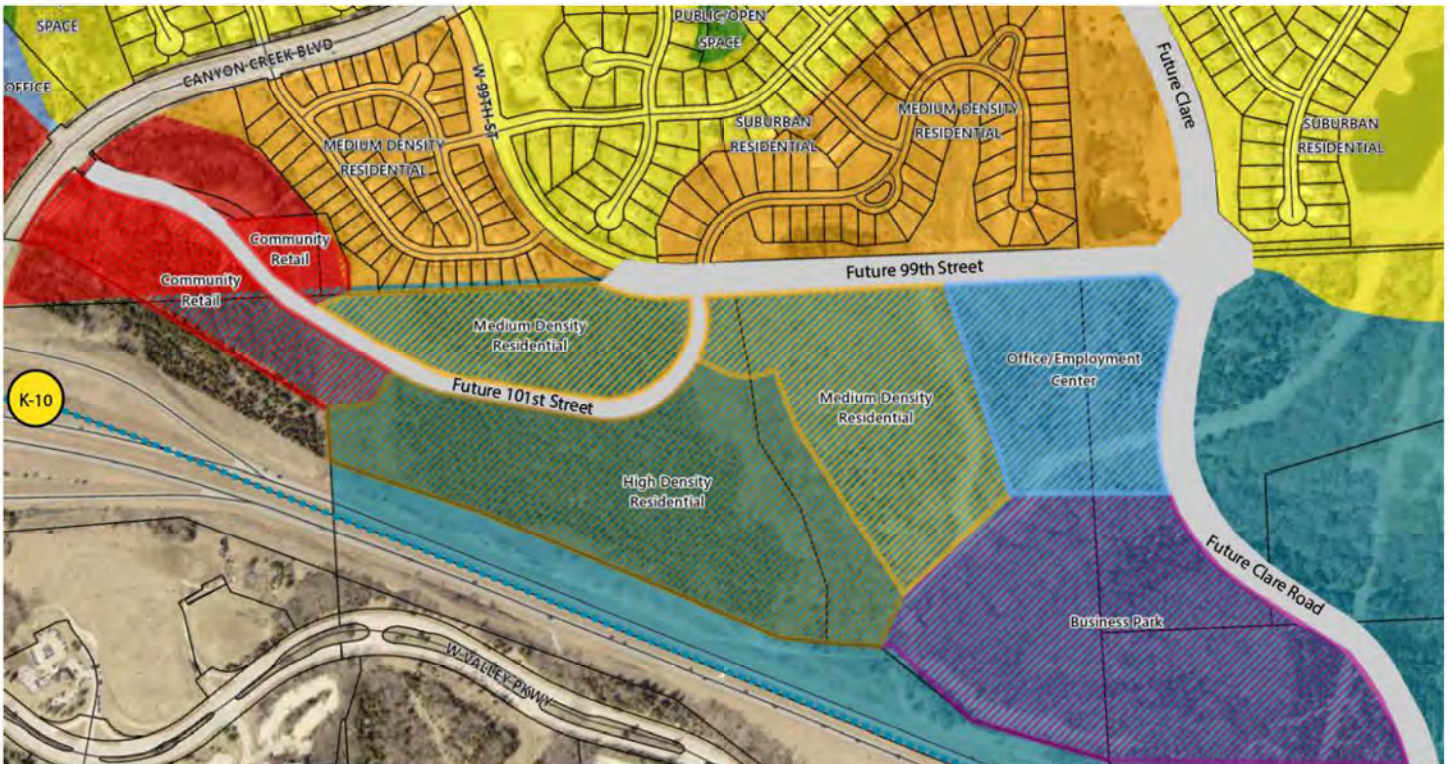 SPACE
PUBLIC/OPEN
SPACE
CANYON CREEK BLVD
OFFICE
W 99TH ST
MEDIUM DENSITY
RESIDENTIAL
SUBURBAN
RESIDENTIAL
MEDIUM DENSITY
RESIDENTIAL
Future Clare
SUBURBAN
RESIDENTIAL
Community
Retail
Community
Retail
Future 99th Street
Medium Density
Residential
Office/Employment
Center
Future 101st Street
Medium Density
Residential
K-10
High Density
Residential
Future Clare Road
Business Park
W VALLEY PKWY